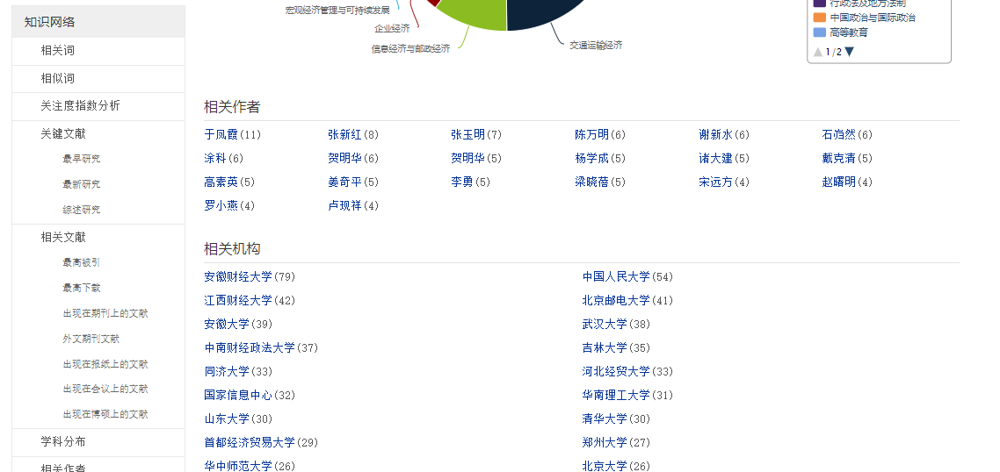 知识网络
相关词
相似词
关注度指数分析
关键文献
最早研究
最新研究
综述研究
相关文献
最高被引
最高下载
出现在期刊上的文献
外文期刊文献
出现在报纸上的文献
出现在会议上的文献
出现在博硕上的文献
学科分布
相关作者
宏观经济管理与可持续发展
企业经济
信息经济与邮政经济
交通运输经济
行政法及地方法制
中国政治与国际政治
高等教育
1/2
相关作者
于凤霞(11) 张新红(8) 张玉明(7) 陈万明(6) 谢新水(6) 石岿然(6)
涂科(6) 贺明华(6) 贺明华(5) 杨学成(5) 诸大建(5) 戴克清(5)
高素英(5) 姜奇平(5) 李勇(5) 梁晓蓓(5) 宋远方(4) 赵曙明(4)
罗小燕(4) 卢现祥(4)
相关机构
安徽财经大学(79) 中国人民大学(54)
江西财经大学(42) 北京邮电大学(41)
安徽大学(39) 武汉大学(38)
中南财经政法大学(37) 吉林大学(35)
同济大学(33) 河北经贸大学(33)
国家信息中心(32) 华南理工大学(31)
山东大学(30) 清华大学(30)
首都经济贸易大学(29) 郑州大学(27)
华中师范大学(26) 北京大学(26)